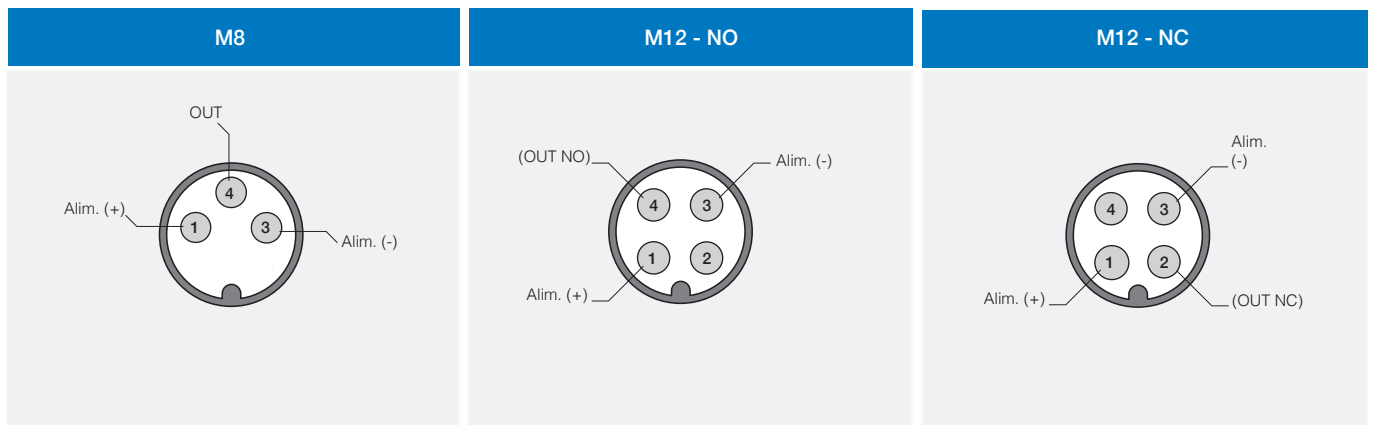 M8
OUT
4
Alim. (+)
1
3
Alim. (-)
M12 - NO
(OUT NO)
Alim. (-)
4
3
1
2
Alim. (+)
M12 - NC
Alim.
(-)
4
3
1
2
Alim. (+)
(OUT NC)